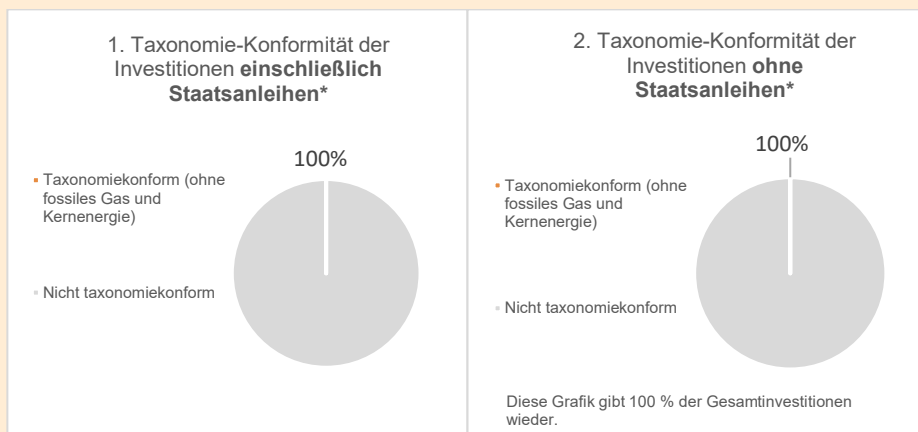 1. Taxonomie-Konformität der
Investitionen einschließlich
Staatsanleihen*
100%
Taxonomiekonform (ohne
fossiles Gas und
Kernenergie)
Nicht taxonomiekonform
2. Taxonomie-Konformität der
Investitionen ohne
Staatsanleihen*
100%
Taxonomiekonform (ohne
fossiles Gas und
Kernenergie)
Nicht taxonomiekonform
Diese Grafik gibt 100 % der Gesamtinvestitionen
wieder.